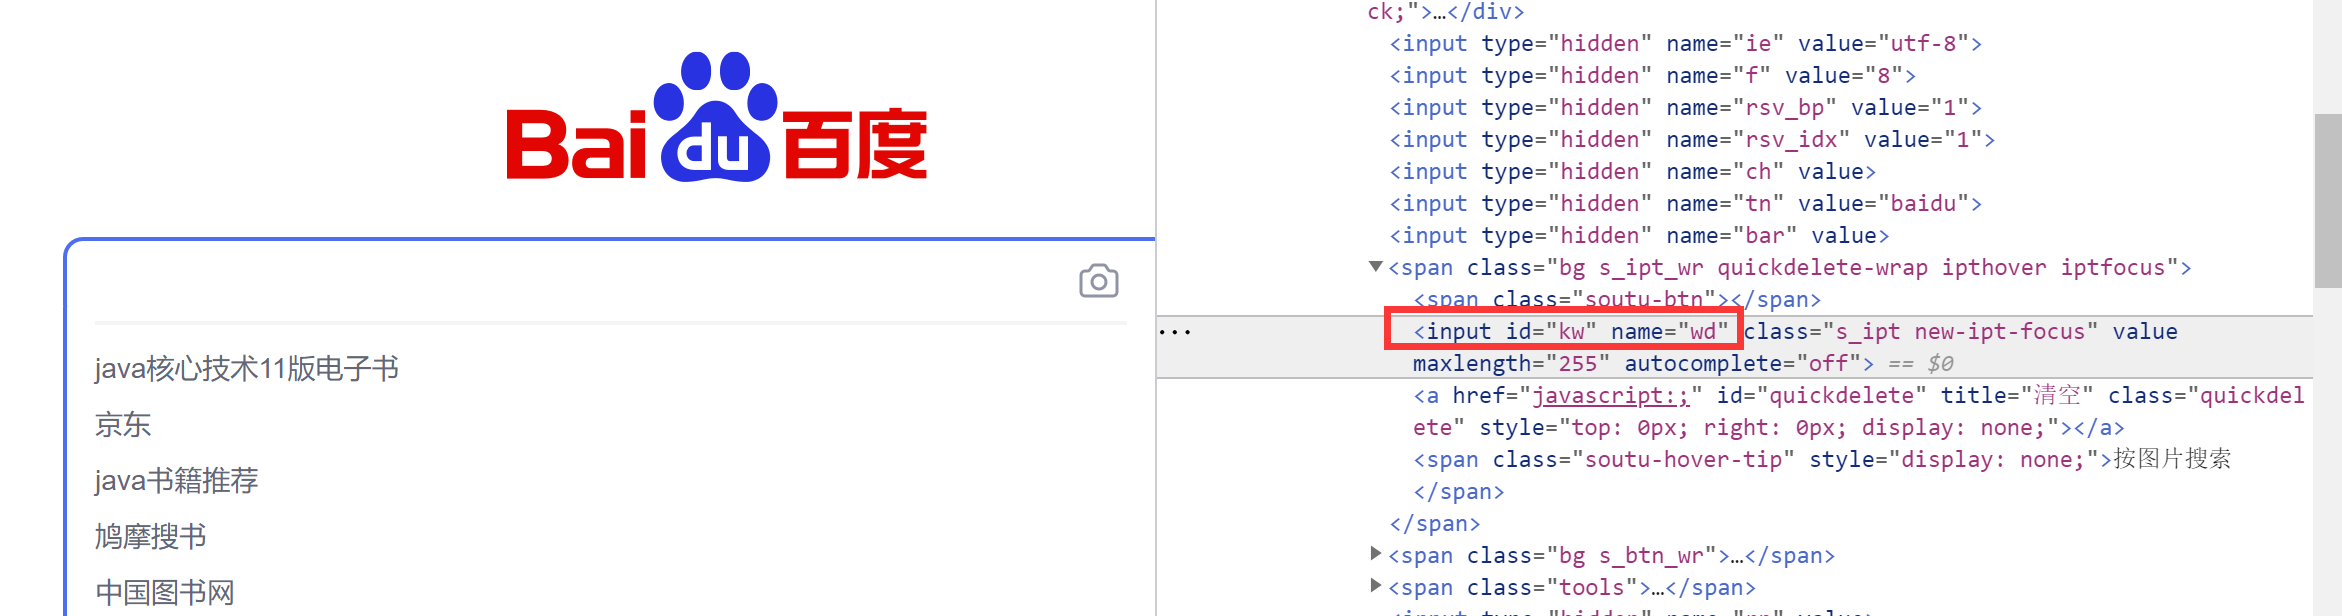 Bai du 百度
java核心技术11版电子书
京东
java书籍推荐
鸠摩搜书
中国图书网
ck;">…</div>
<input type="hidden" name="ie" value="utf-8">
<input type="hidden" name="f" value="8">
<input type="hidden" name="rsv_bp" value="1">
<input type="hidden" name="rsv_idx" value="1">
<input type="hidden" name="ch" value>
<input type="hidden" name="tn" value="baidu">
<input type="hidden" name="bar" value>
<span class="bg s_ipt_wr quickdelete-wrap ipthover iptfocus">
<span class="soutu-btn"></span>
... <input id="kw" name="wd" class="s_ipt new-ipt-focus" value
maxlength="255" autocomplete="off"> == $0
<a href="javascript:;" id="quickdelete" title="清空" class="quickdel
ete" style="top: 0px; right: 0px; display: none;"></a>
<span class="soutu-hover-tip" style="display: none;">按图片搜索
</span>
</span>
<span class="bg s_btn_wr">…</span>
<span class="tools">…</span>